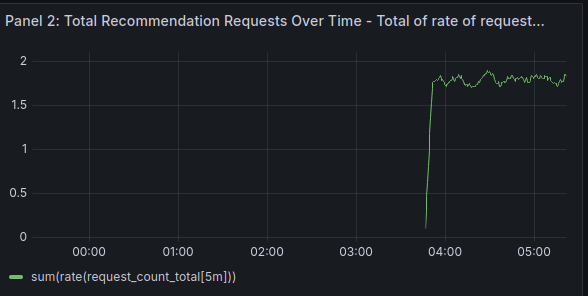 Panel 2: Total Recommendation Requests Over Time - Total of rate of request...
2
1.5
1
0.5
0
00:00 01:00 02:00 03:00 04:00 05:00
sum(rate(request_count_total[5m]))